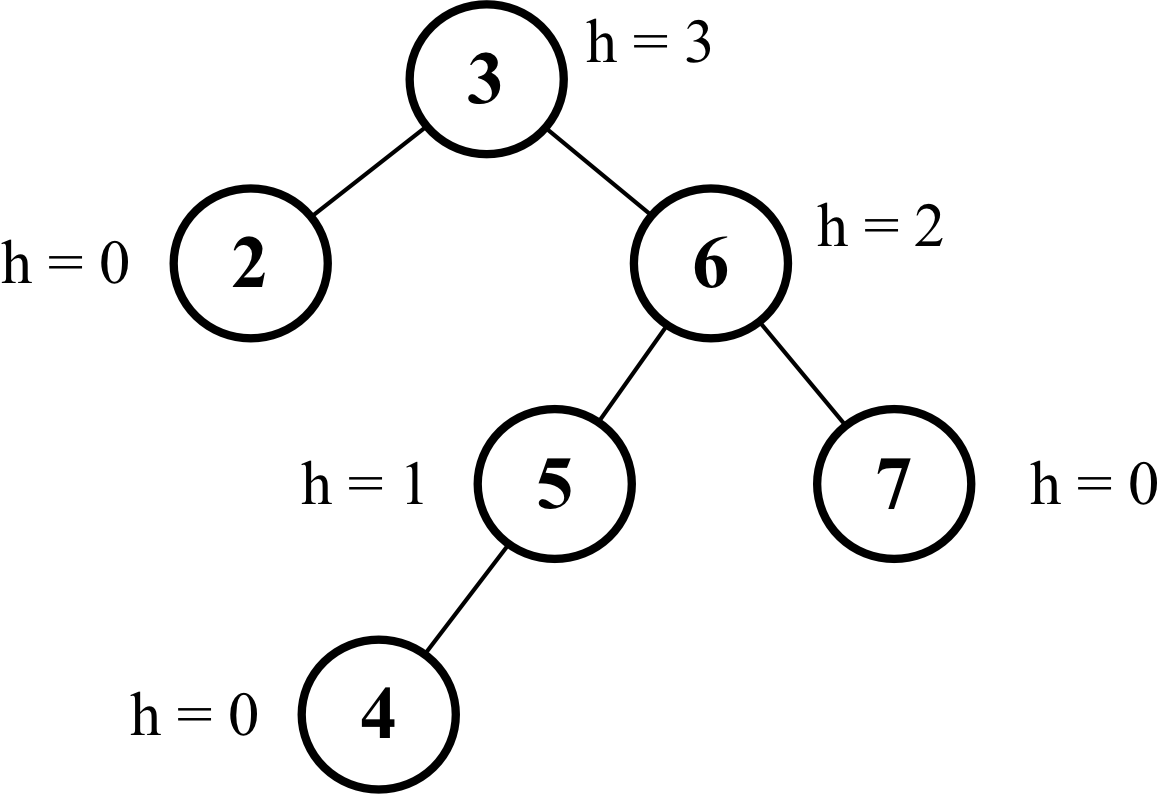 3 h = 3
h = 0 2 6 h = 2
h = 1 5 7 h = 0
h = 0 4